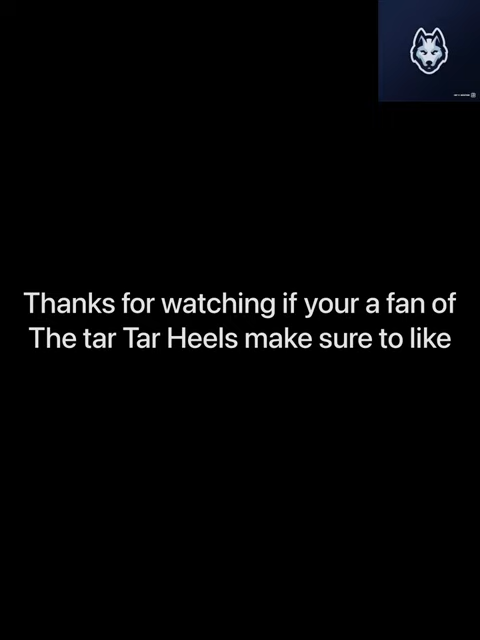 Thanks for watching if your a fan of
The tar Tar Heels make sure to like